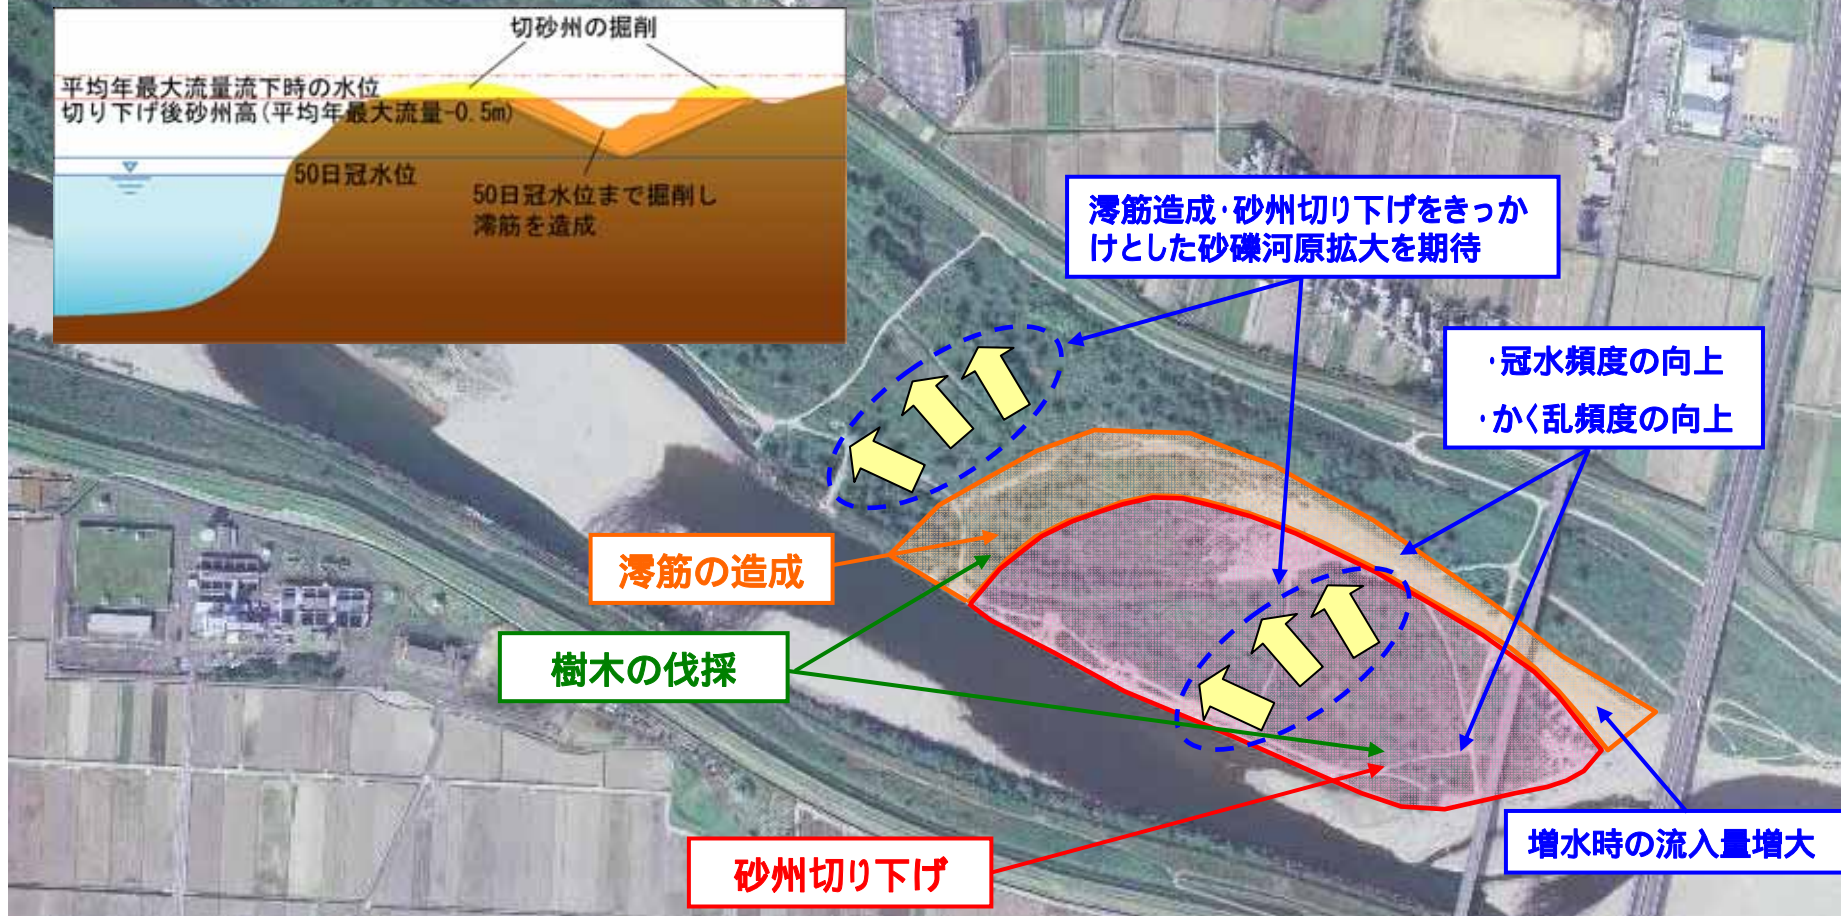 切砂州の掘削
平均年最大流量流下時の水位
切り下げ後砂州高(平均年最大流量-0.5m)
50日冠水位
50日冠水位まで掘削し
澪筋を造成
澪筋造成・砂州切り下げをきっか
けとした砂礫河原拡大を期待
・冠水頻度の向上
・かく乱頻度の向上
澪筋の造成
樹木の伐採
砂州切り下げ
増水時の流入量増大